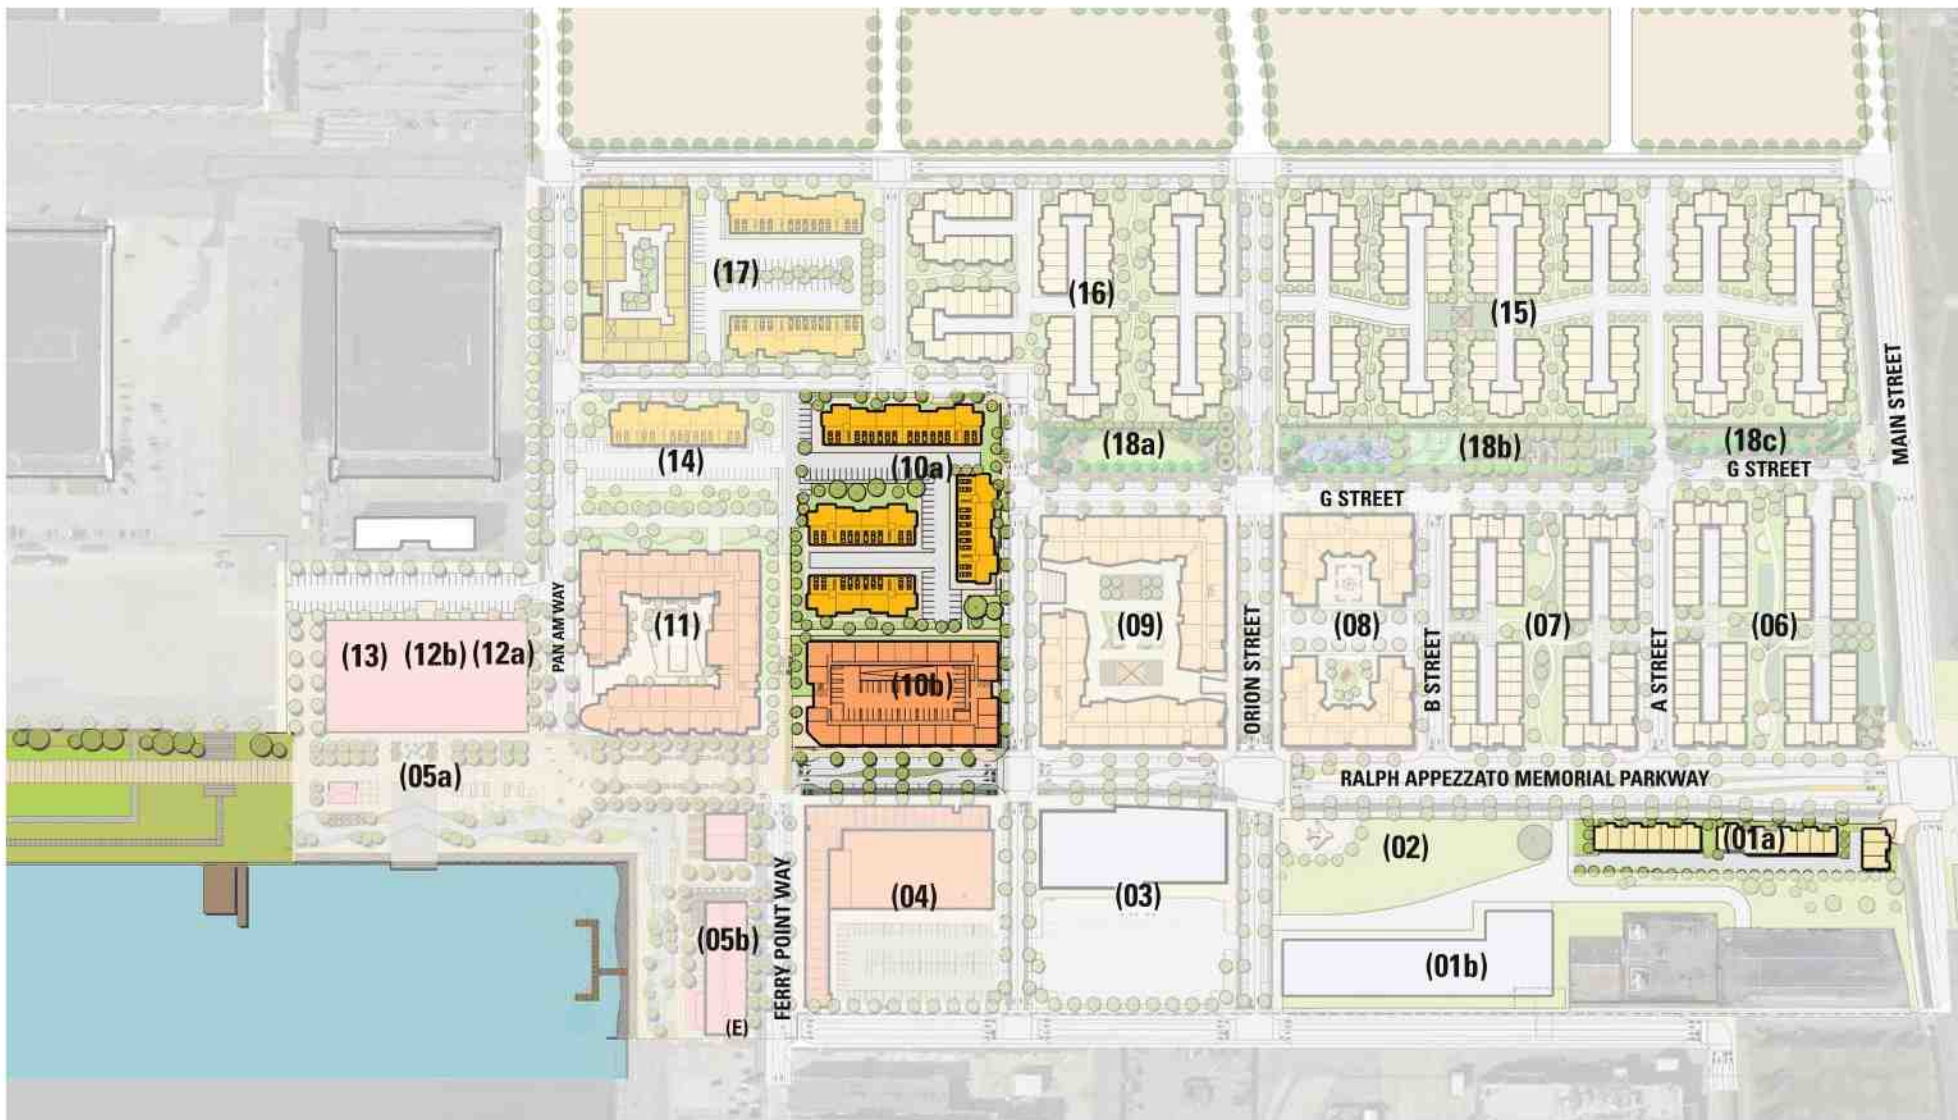 (17)
(16)
(15)
MAIN STREET
(14)
(10a)
(18a)
(18b)
(18c)
G STREET
G STREET
(13) (12b) (12a)
PAN AM WAY
(11)
(10b)
(09)
ORION STREET
(08)
B STREET
(07)
A STREET
(06)
(05a)
RALPH APPEZZATO MEMORIAL PARKWAY
(04)
(03)
(02)
(01a)
FERRY POINT WAY
(05b)
(E)
(01b)